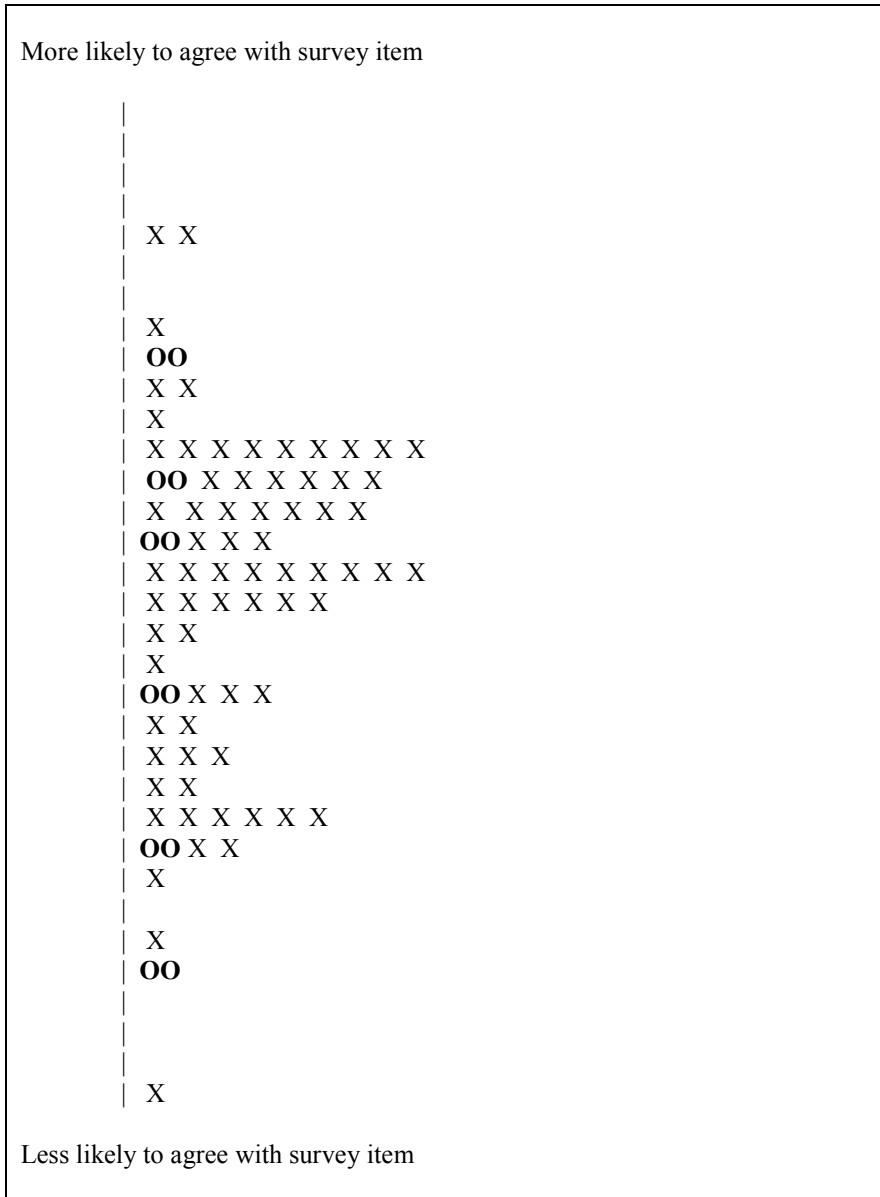 More likely to agree with survey item
|
|
|
|
| X X
|
|
| X
| OO
| X X
| X
| X X X X X X X X X
| OO X X X X X X
| X X X X X X X
| OO X X X
| X X X X X X X X X
| X X X X X X
| X X
| X
| OO X X X
| X X
| X X X
| X X
| X X X X X X
| OO X X
| X
|
| X
| OO
|
|
|
| X
Less likely to agree with survey item